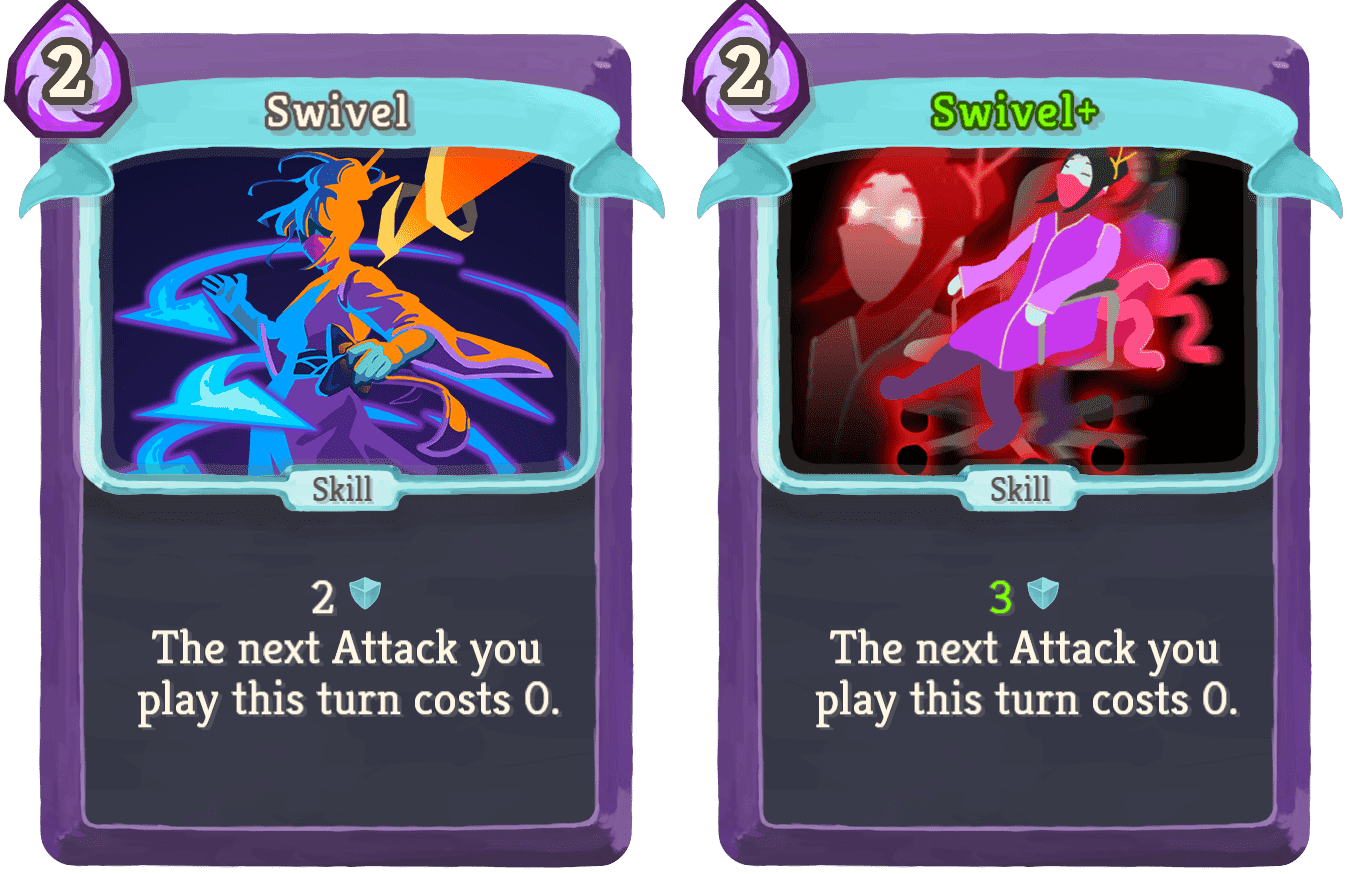 2
Swivel
Skill
2
The next Attack you
play this turn costs 0.
2
Swivel+
Skill
3
The next Attack you
play this turn costs 0.